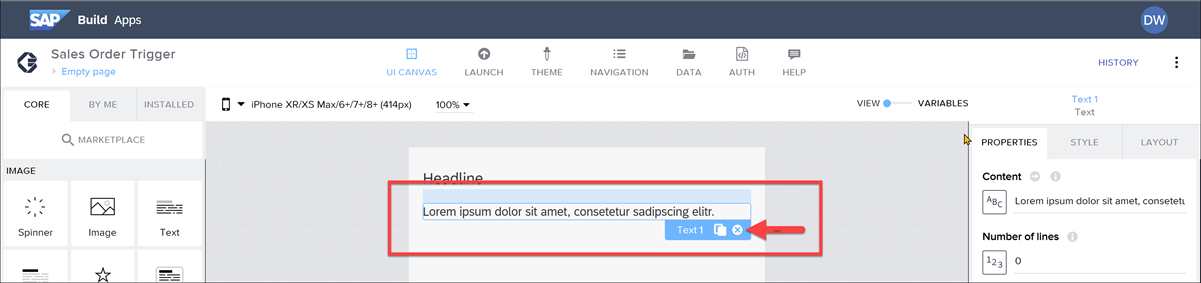 SAP Build Apps DW
Sales Order Trigger
Empty page
UI CANVAS LAUNCH THEME NAVIGATION DATA AUTH HELP
HISTORY
CORE BY ME INSTALLED
iPhone XR/XS Max/6+/7+/8+ (414px) 100%
VIEW VARIABLES
Text 1
Text
MARKETPLACE
PROPERTIES STYLE LAYOUT
IMAGE
Headline
Content
ABC Lorem ipsum dolor sit amet, consetetu
Lorem ipsum dolor sit amet, consetetur sadipscing elitr.
Text 1
Spinner Image Text
Number of lines
123 0